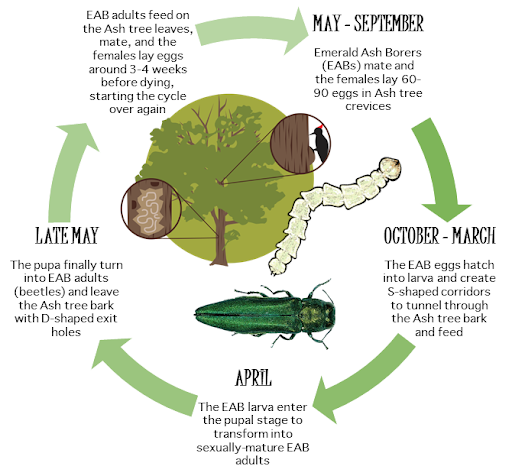 EAB adults feed on
the Ash tree leaves,
mate, and the
females lay eggs
around 3-4 weeks
before dying,
starting the cycle
over again
MAY - SEPTEMBER
Emerald Ash Borers
(EABs) mate and
the females lay 60-
90 eggs in Ash tree
crevices
OCTOBER - MARCH
The EAB eggs hatch
into larva and create
S-shaped corridors
to tunnel through
the Ash tree bark
and feed
APRIL
The EAB larva enter
the pupal stage to
transform into
sexually-mature EAB
adults
LATE MAY
The pupa finally turn
into EAB adults
(beetles) and leave
the Ash tree bark
with D-shaped exit
holes